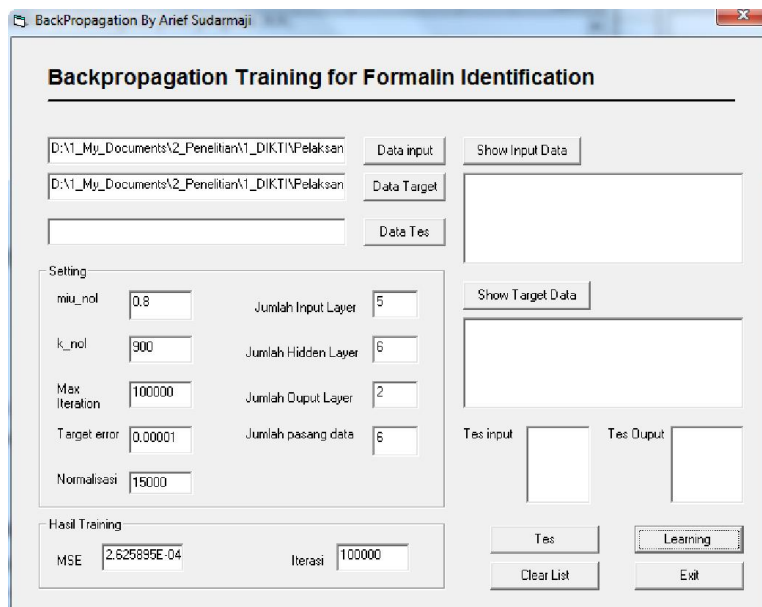 BackPropagation By Arief Sudarmaji
Backpropagation Training for Formalin Identification
D:\1_My_Documents\2_Penelitian\1_DIKTI\Pelaksan
Data input
Show Input Data
D:\1_My_Documents\2_Penelitian\1_DIKTI\Pelaksan
Data Target
Data Tes
Setting
miu_nol
0.8
Jumlah Input Layer
5
Show Target Data
k_nol
900
Jumlah Hidden Layer
6
Max
Iteration
100000
Jumlah Ouput Layer
2
Target error
0.00001
Jumlah pasang data
6
Tes input
Tes Ouput
Normalisasi
15000
Hasil Training
MSE
2.625895E-04
Iterasi
100000
Tes
Learning
Clear List
Exit